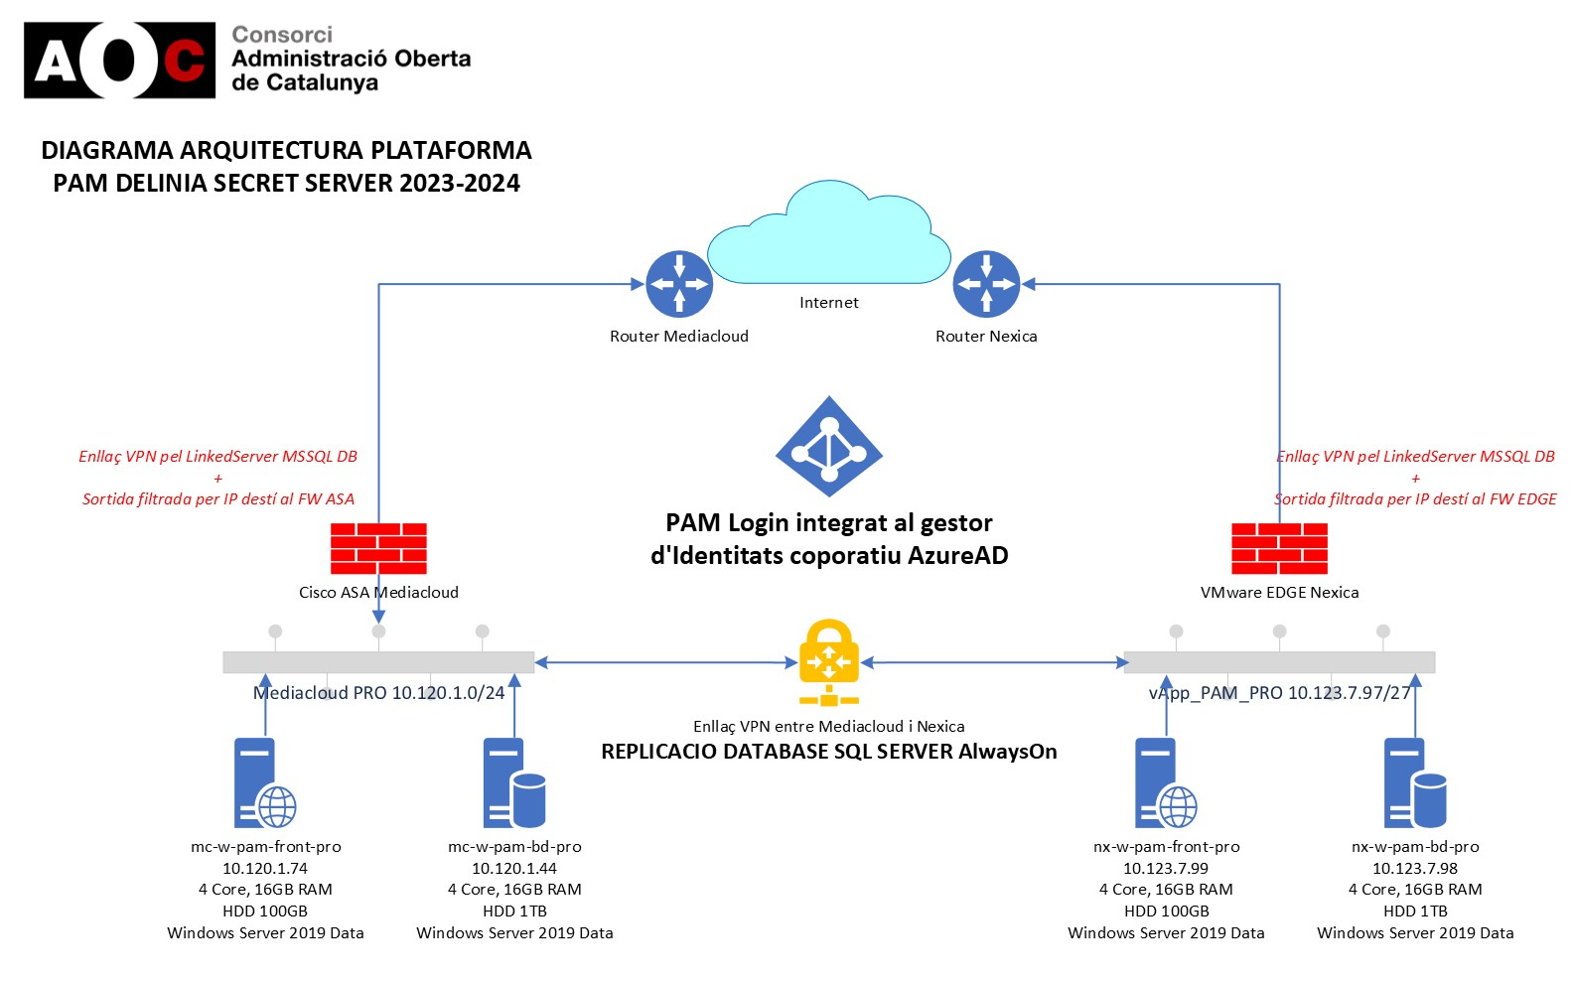 AOC
Consorci
Administració Oberta
de Catalunya
DIAGRAMA ARQUITECTURA PLATAFORMA
PAM DELINIA SECRET SERVER 2023-2024
Internet
Router Mediacloud
Router Nexica
Enllaç VPN pel LinkedServer MSSQL DB
+
Sortida filtrada per IP destí al FW ASA
Enllaç VPN pel LinkedServer MSSQL DB
+
Sortida filtrada per IP destí al FW EDGE
PAM Login integrat al gestor
d'Identitats coporatiu AzureAD
Cisco ASA Mediacloud
VMware EDGE Nexica
Mediacloud PRO 10.120.1.0/24
vApp_PAM_PRO 10.123.7.97/27
Enllaç VPN entre Mediacloud i Nexica
REPLICACIO DATABASE SQL SERVER AlwaysOn
mc-w-pam-front-pro
10.120.1.74
4 Core, 16GB RAM
HDD 100GB
Windows Server 2019 Data
mc-w-pam-bd-pro
10.120.1.44
4 Core, 16GB RAM
HDD 1TB
Windows Server 2019 Data
nx-w-pam-front-pro
10.123.7.99
4 Core, 16GB RAM
HDD 100GB
Windows Server 2019 Data
nx-w-pam-bd-pro
10.123.7.98
4 Core, 16GB RAM
HDD 1TB
Windows Server 2019 Data